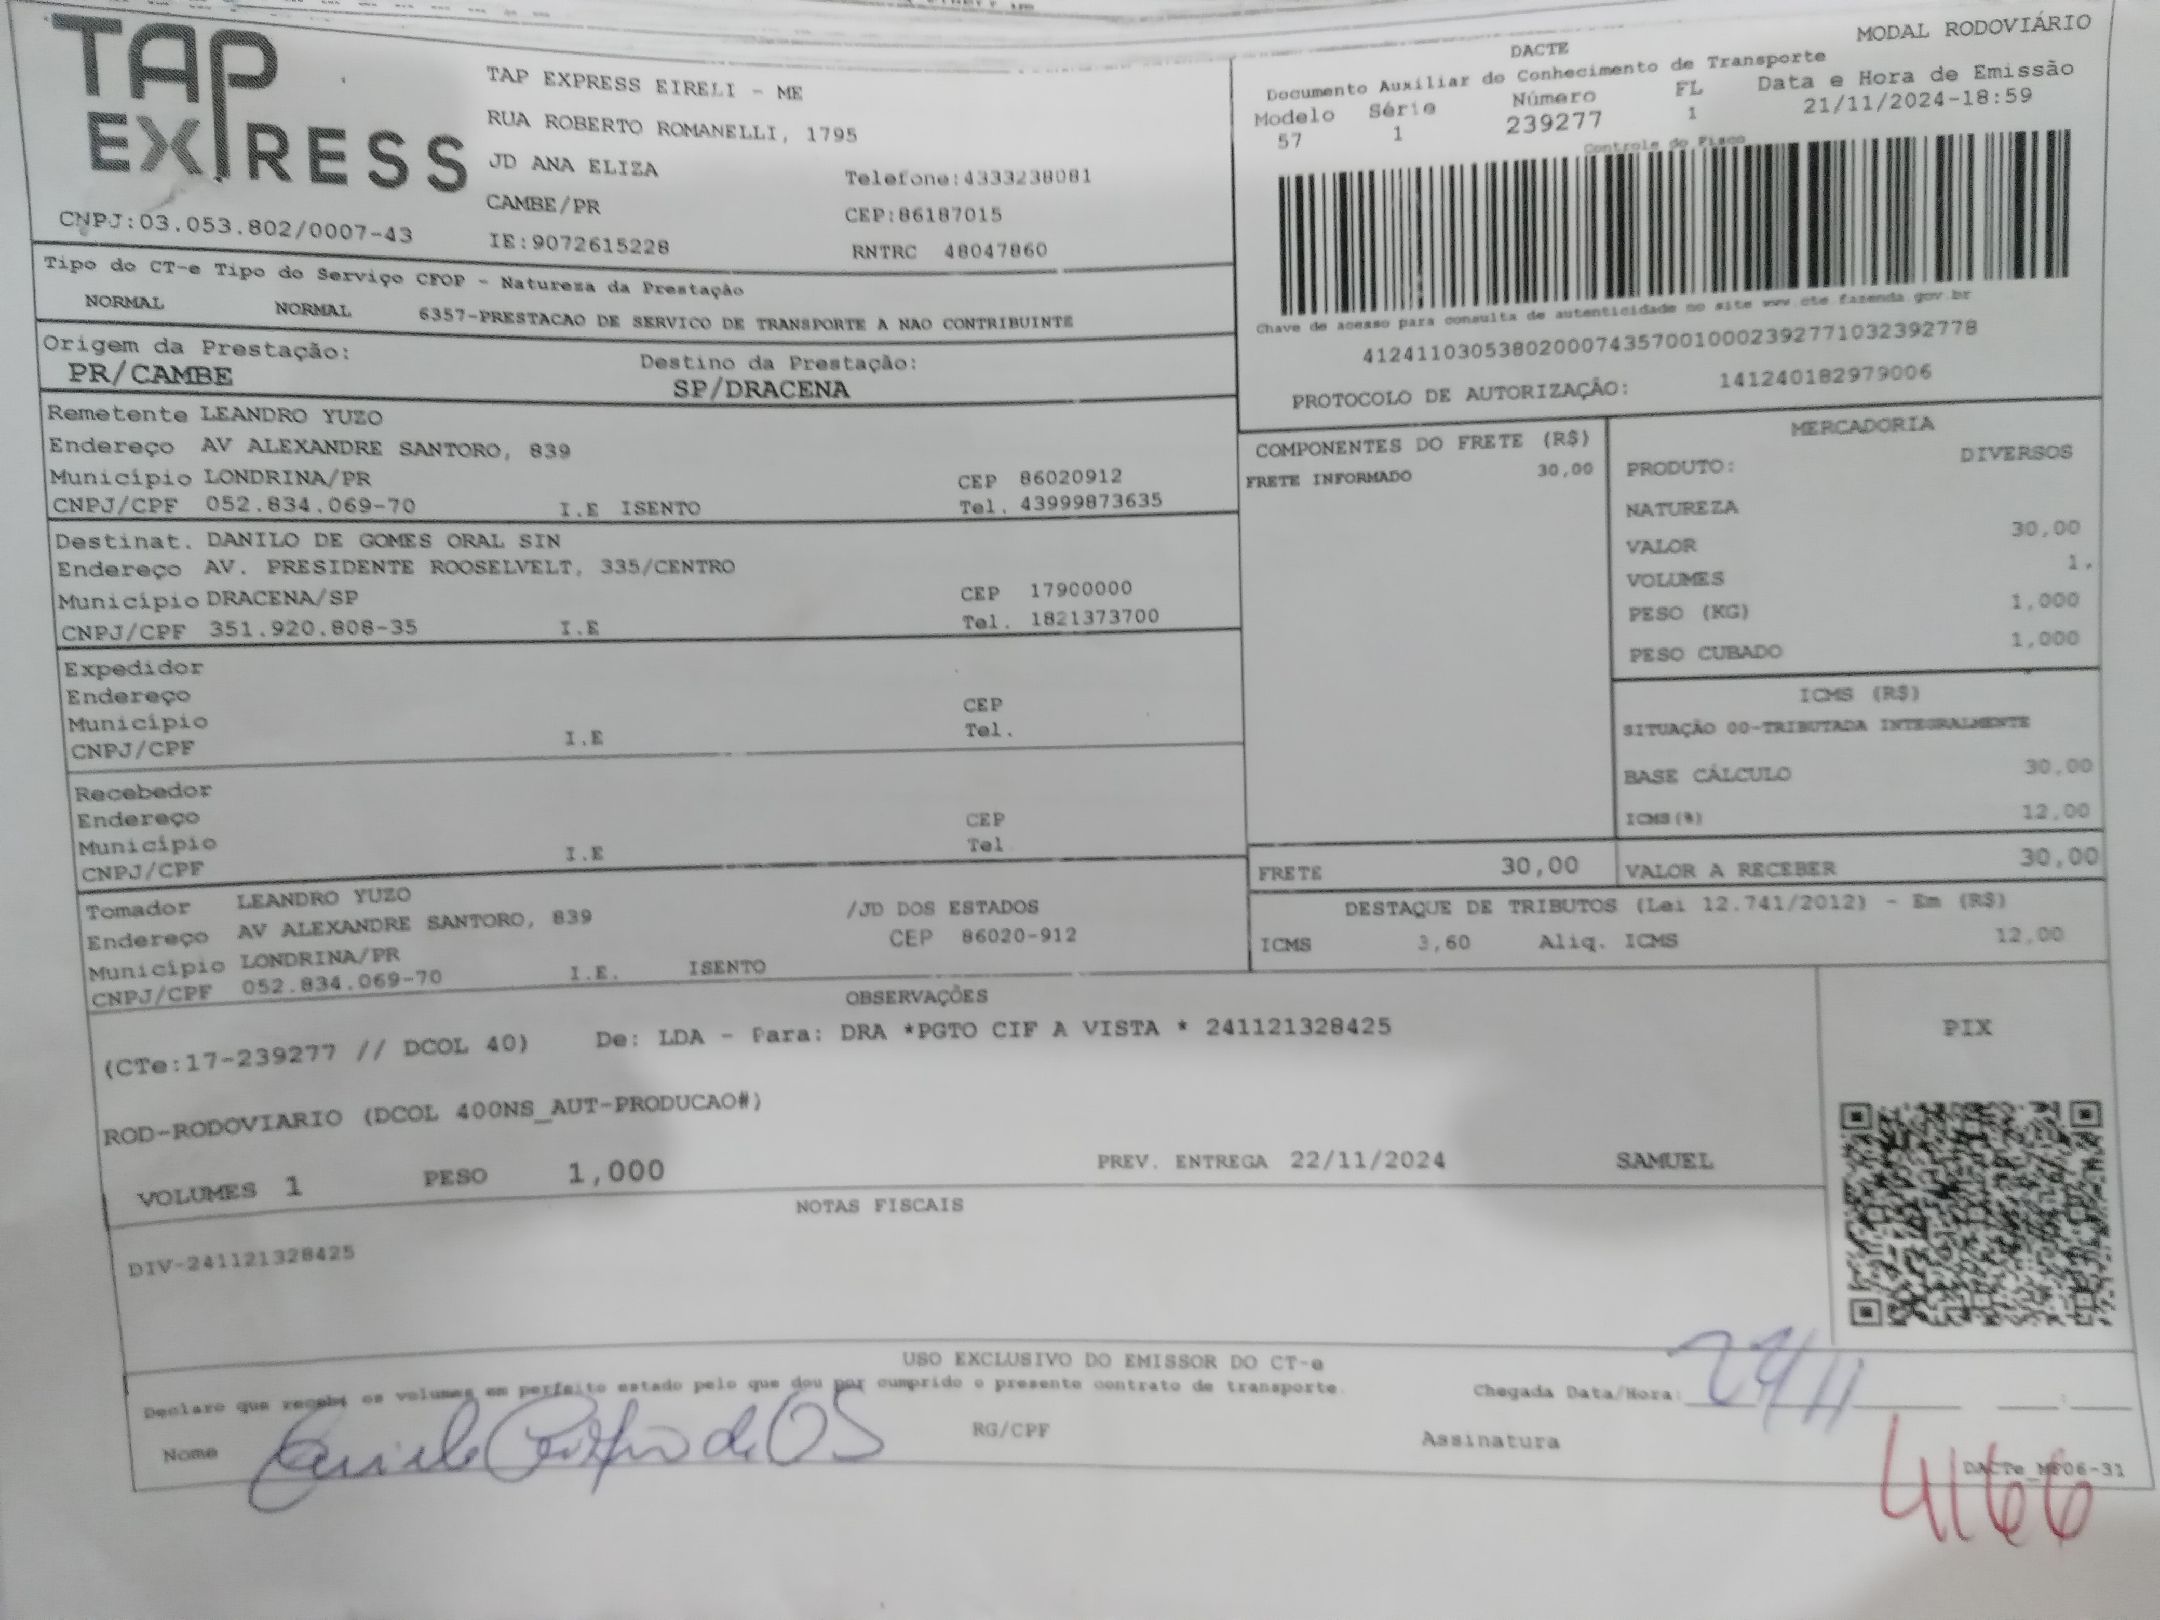 TAP
EXPRESS
CNPJ:03.053.802/0007-43
TAP EXPRESS EIRELI - ME
RUA ROBERTO ROMANELLI, 1795
JD ANA ELIZA
CAMBE/PR
IE:9072615228
Telefone:4333238081
CEP:86187015
RNTRC 48047860
MODAL RODOVIÁRIO
DACTE
Documento Auxiliar do Conhecimento de Transporte
Modelo Série Número FL Data e Hora de Emissão
57 1 239277 1 21/11/2024-18:59
Controle do Fisco
Chave de acesso para consulta de autenticidade no site www.cte.fazenda.gov.br
41241103053802000743570010002392771032392778
PROTOCOLO DE AUTORIZAÇÃO: 141240182979006
Tipo do CT-e Tipo do Serviço CFOP - Natureza da Prestação
NORMAL NORMAL 6357-PRESTACAO DE SERVICO DE TRANSPORTE A NAO CONTRIBUINTE
Origem da Prestação: Destino da Prestação:
PR/CAMBE SP/DRACENA
Remetente LEANDRO YUZO
Endereço AV ALEXANDRE SANTORO, 839
Município LONDRINA/PR CEP 86020912
CNPJ/CPF 052.834.069-70 I.E ISENTO Tel. 43999873635
Destinat. DANILO DE GOMES ORAL SIN
Endereço AV. PRESIDENTE ROOSELVELT, 335/CENTRO
Município DRACENA/SP CEP 17900000
CNPJ/CPF 351.920.808-35 I.E Tel. 1821373700
Expedidor
Endereço
Município CEP
CNPJ/CPF I.E Tel.
Recebedor
Endereço
Município CEP
CNPJ/CPF I.E Tel
Tomador LEANDRO YUZO
Endereço AV ALEXANDRE SANTORO, 839 /JD DOS ESTADOS
Município LONDRINA/PR CEP 86020-912
CNPJ/CPF 052.834.069-70 I.E. ISENTO
COMPONENTES DO FRETE (R$)
FRETE INFORMADO 30,00
MERCADORIA
PRODUTO: DIVERSOS
NATUREZA
VALOR 30,00
VOLUMES 1,
PESO (KG) 1,000
PESO CUBADO 1,000
ICMS (R$)
SITUAÇÃO 00-TRIBUTADA INTEGRALMENTE
BASE CÁLCULO 30,00
ICMS(%) 12,00
FRETE 30,00 VALOR A RECEBER 30,00
DESTAQUE DE TRIBUTOS (Lei 12.741/2012) - Em (R$)
ICMS 3,60 Aliq. ICMS 12,00
OBSERVAÇÕES
(CTe:17-239277 // DCOL 40) De: LDA - Para: DRA *PGTO CIF A VISTA * 241121328425
ROD-RODOVIARIO (DCOL 400NS_AUT-PRODUCAO#)
VOLUMES 1 PESO 1,000 PREV. ENTREGA 22/11/2024 SAMUEL
PIX
NOTAS FISCAIS
DIV-241121328425
USO EXCLUSIVO DO EMISSOR DO CT-e
Declaro que recebi os volumes em perfeito estado pelo que dou por cumprido o presente contrato de transporte.
Chegada Data/Hora:
Nome RG/CPF Assinatura
DACTe_MF06-31
4166